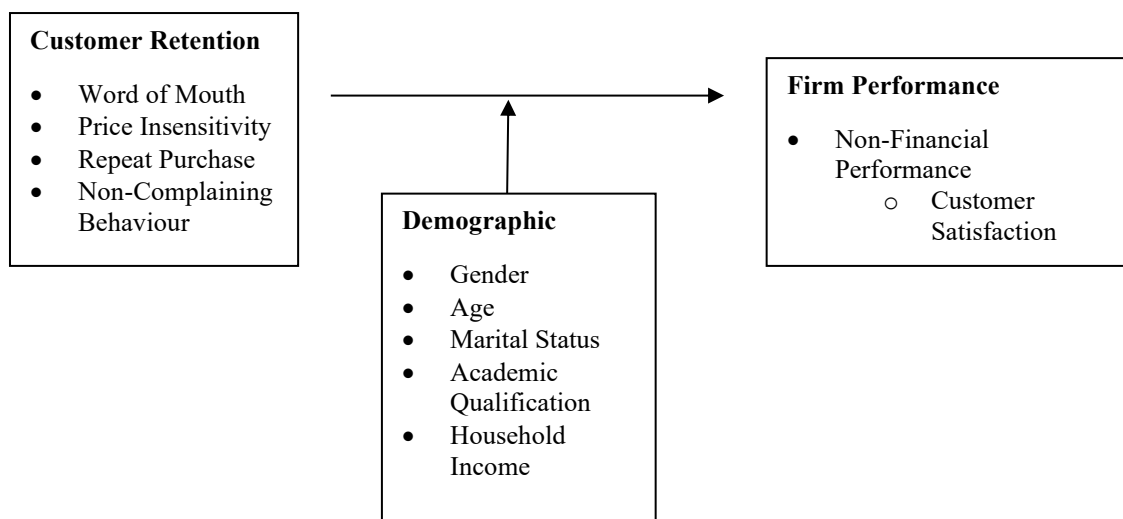 Customer Retention
• Word of Mouth
• Price Insensitivity
• Repeat Purchase
• Non-Complaining
Behaviour
Firm Performance
• Non-Financial
Performance
o Customer
Satisfaction
Demographic
• Gender
• Age
• Marital Status
• Academic
Qualification
• Household
Income